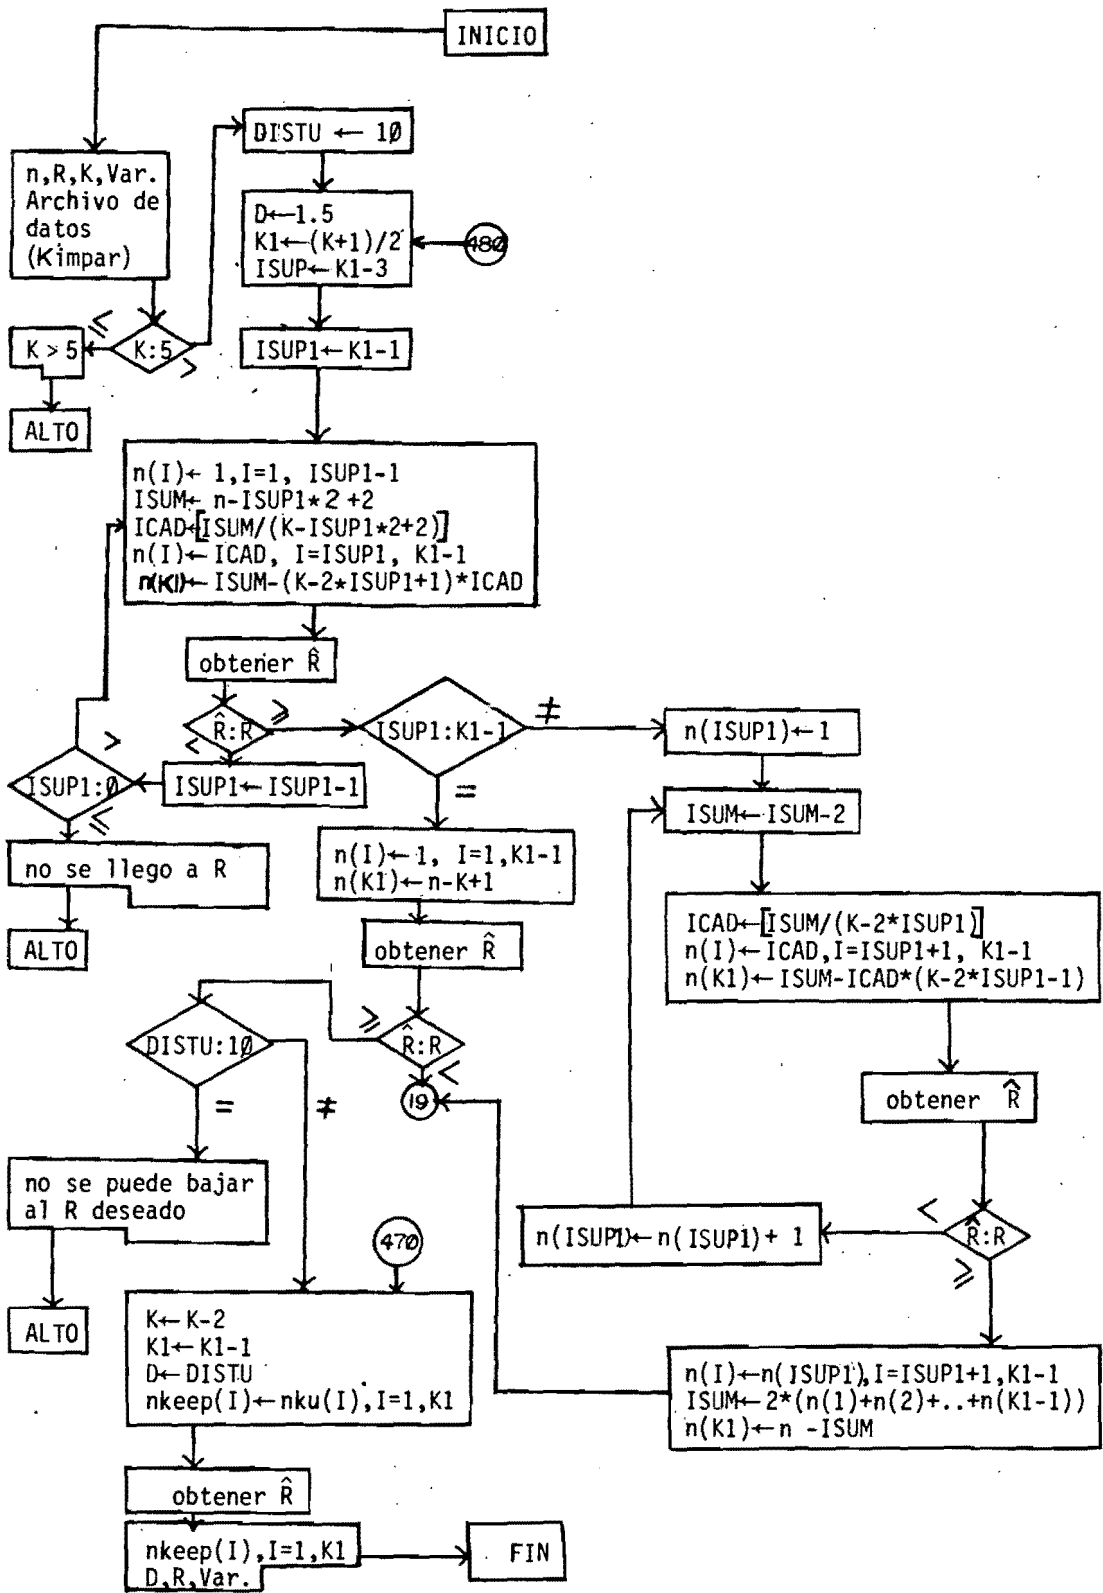 INICIO
n,R,K,Var.
Archivo de
datos
(Kimpar)
K:5
≤
>
K > 5
ALTO
DISTU ← 1Ø
D←1.5
K1←(K+1)/2
ISUP←K1-3
48Ø
ISUP1←K1-1
n(I)← 1,I=1, ISUP1-1
ISUM← n-ISUP1*2+2
ICAD←[ISUM/(K-ISUP1*2+2)]
n(I)←ICAD, I=ISUP1, K1-1
n(K1)←ISUM-(K-2*ISUP1+1)*ICAD
obtener R̂
R̂:R
≥
<
ISUP1←ISUP1-1
ISUP1:Ø
>
≤
no se llego a R
ALTO
ISUP1:K1-1
≠
=
n(I)←1, I=1,K1-1
n(K1)←n-K+1
obtener R̂
R̂:R
≥
<
19
DISTU:1Ø
=
≠
no se puede bajar
al R deseado
ALTO
47Ø
K←K-2
K1←K1-1
D←DISTU
nkeep(I)←nku(I),I=1,K1
obtener R̂
nkeep(I),I=1,K1
D,R,Var.
FIN
n(ISUP1)←1
ISUM←ISUM-2
ICAD←[ISUM/(K-2*ISUP1)]
n(I)←ICAD,I=ISUP1+1, K1-1
n(K1)←ISUM-ICAD*(K-2*ISUP1-1)
obtener R̂
R̂:R
<
≥
n(ISUP1)←n(ISUP1)+ 1
n(I)←n(ISUP1),I=ISUP1+1,K1-1
ISUM←2*(n(1)+n(2)+..+n(K1-1))
n(K1)←n -ISUM